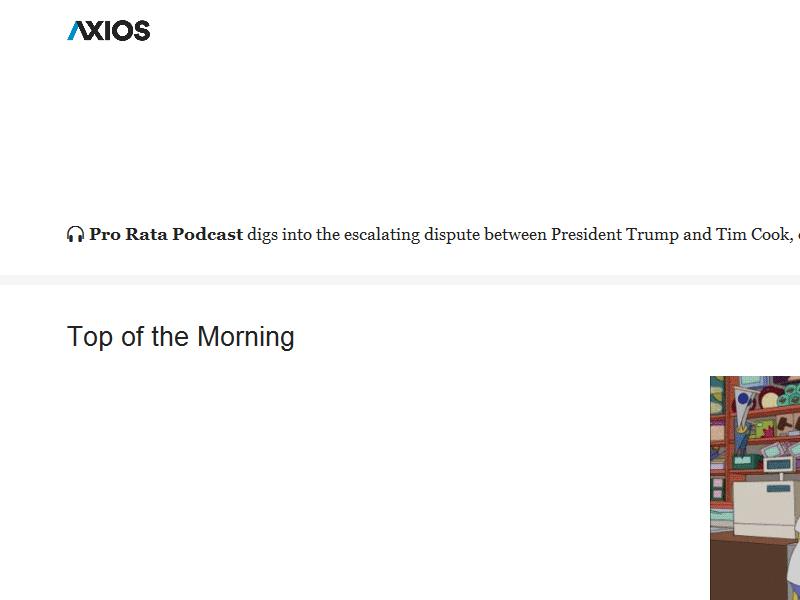 AXIOS
Pro Rata Podcast digs into the escalating dispute between President Trump and Tim Cook,
Top of the Morning